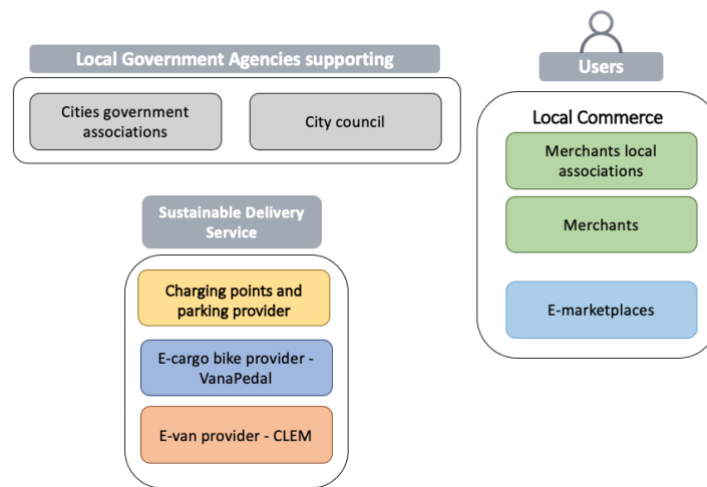 Local Government Agencies supporting
Cities government
associations
City council
Users
Local Commerce
Merchants local
associations
Merchants
E-marketplaces
Sustainable Delivery
Service
Charging points and
parking provider
E-cargo bike provider -
VanaPedal
E-van provider - CLEM